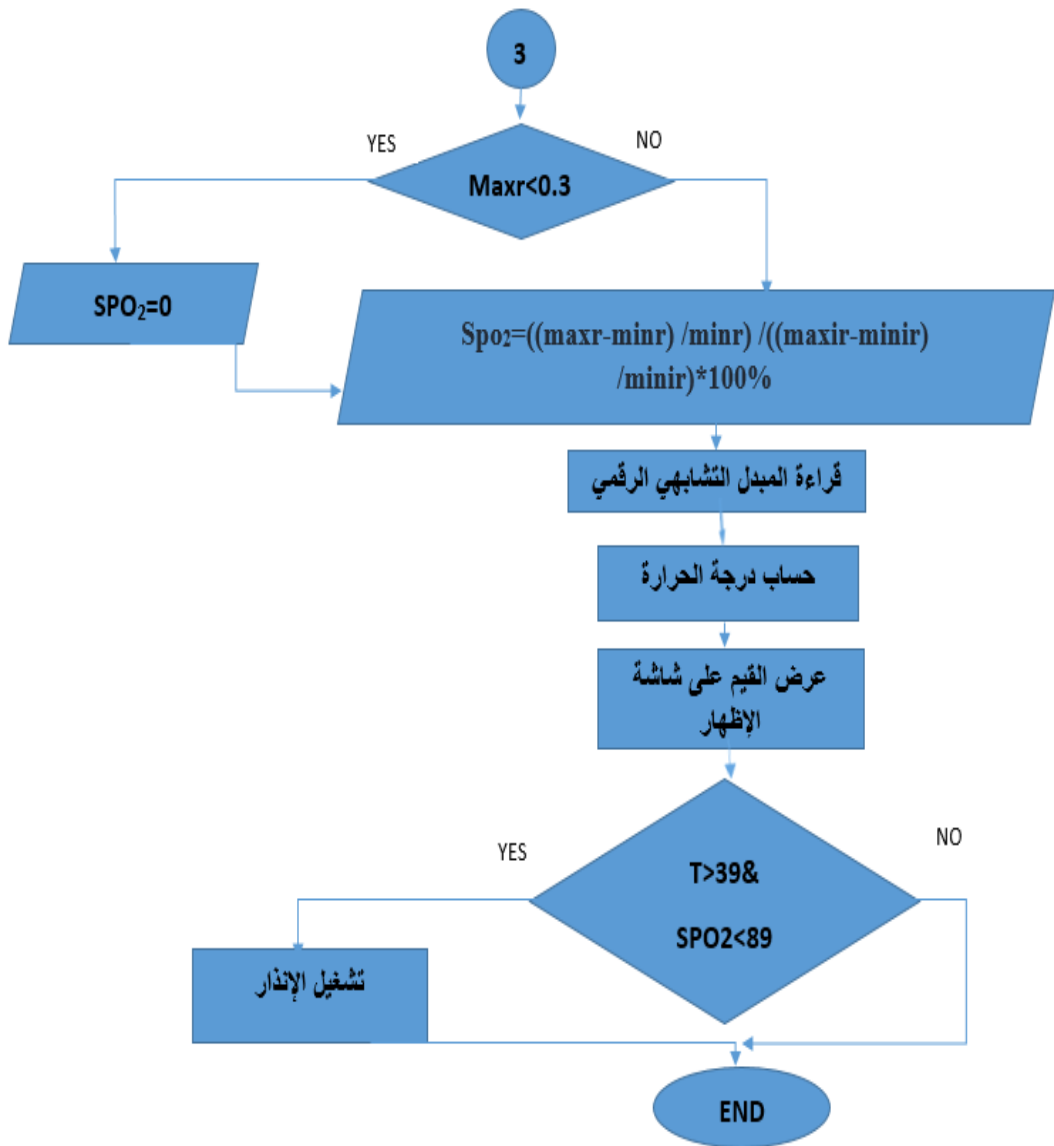 3
YES
NO
Maxr<0.3
SPO₂=0
Spo₂=((maxr-minr) /minr) /((maxir-minir)
/minir)*100%
قراءة المبدل التشابهي الرقمي
حساب درجة الحرارة
عرض القيم على شاشة
الإظهار
YES
NO
T>39&
SPO2<89
تشغيل الإنذار
END